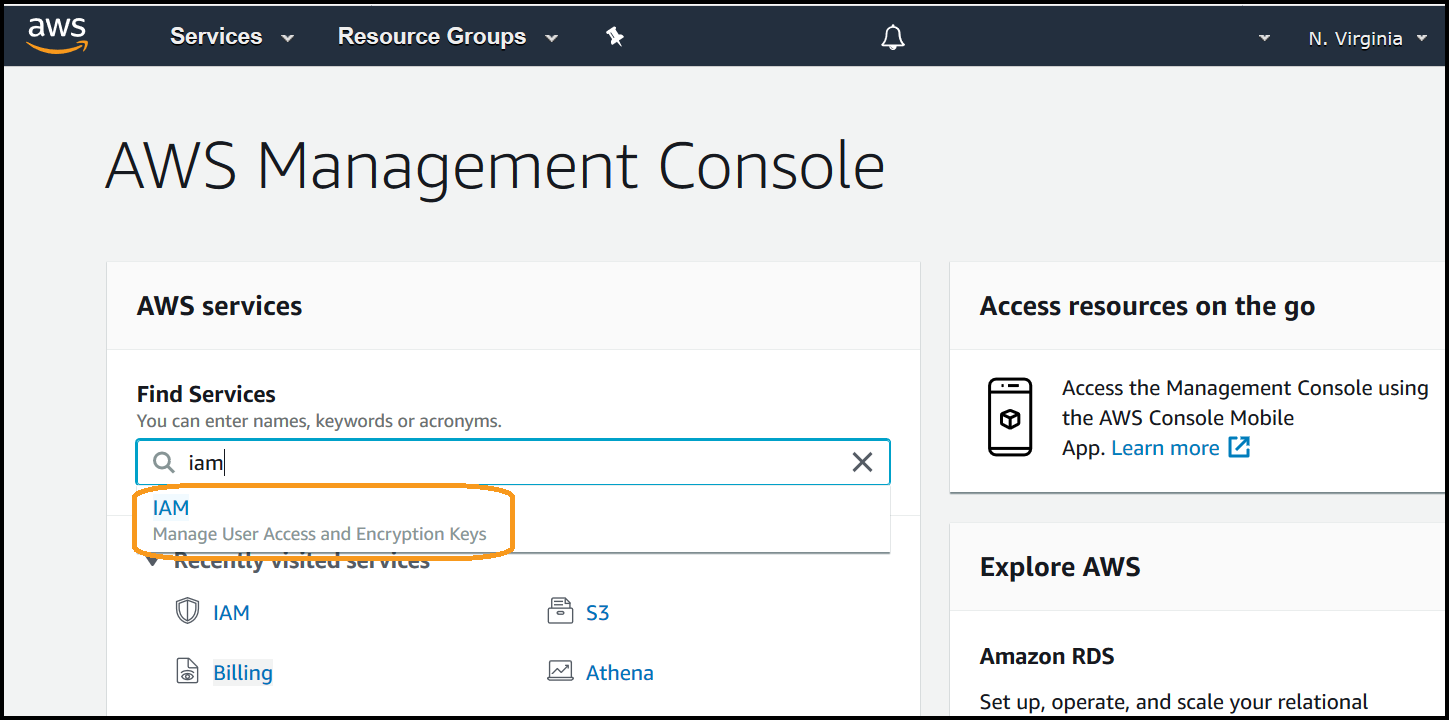 aws
Services
Resource Groups
N. Virginia
AWS Management Console
AWS services
Find Services
You can enter names, keywords or acronyms.
iam
IAM
Manage User Access and Encryption Keys
Recently visited services
IAM
S3
Billing
Athena
Access resources on the go
Access the Management Console using
the AWS Console Mobile
App. Learn more
Explore AWS
Amazon RDS
Set up, operate, and scale your relational